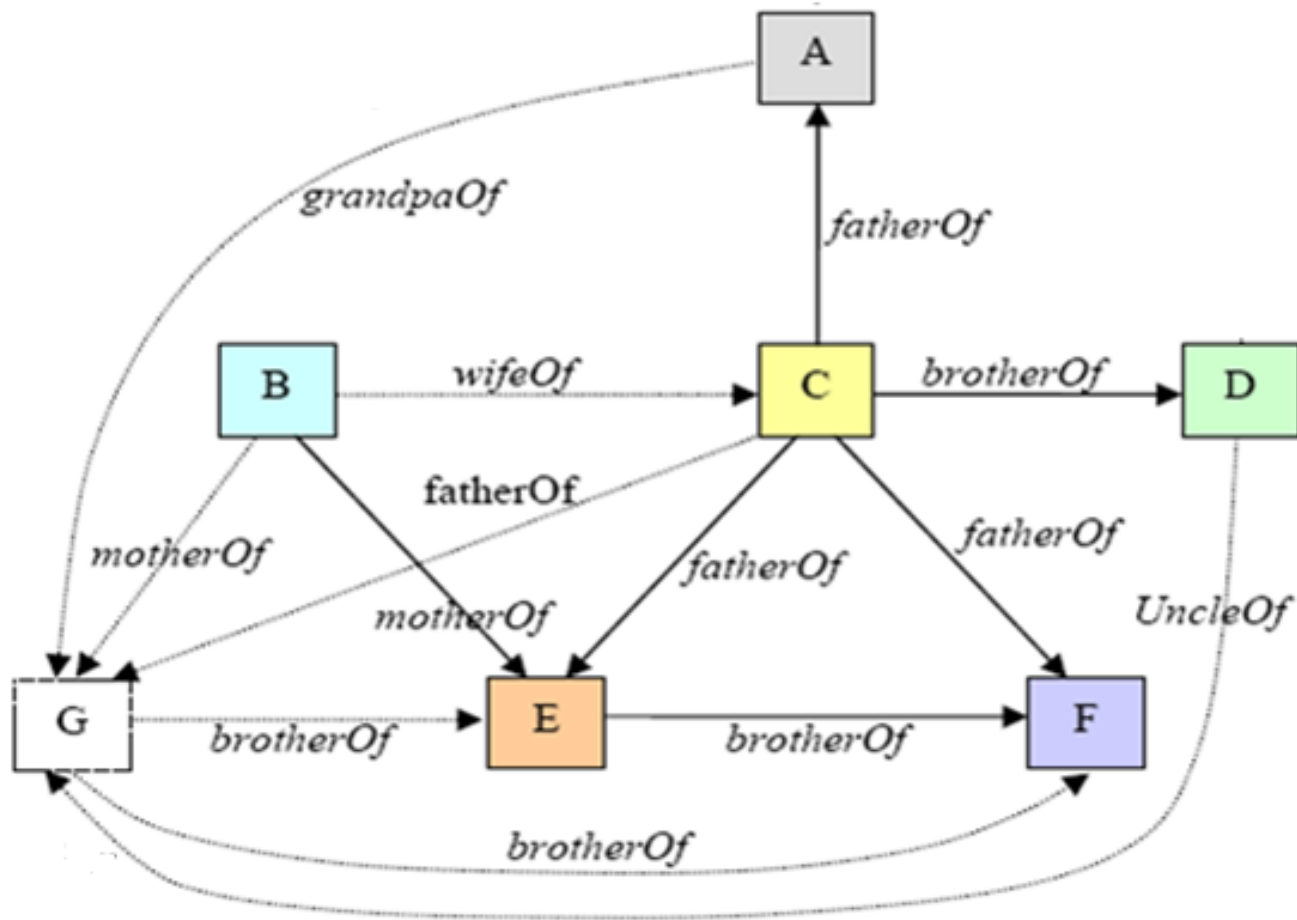 A
grandpaOf
fatherOf
B
wifeOf
C
brotherOf
D
fatherOf
motherOf
fatherOf
fatherOf
motherOf
UncleOf
G
brotherOf
E
brotherOf
F
brotherOf